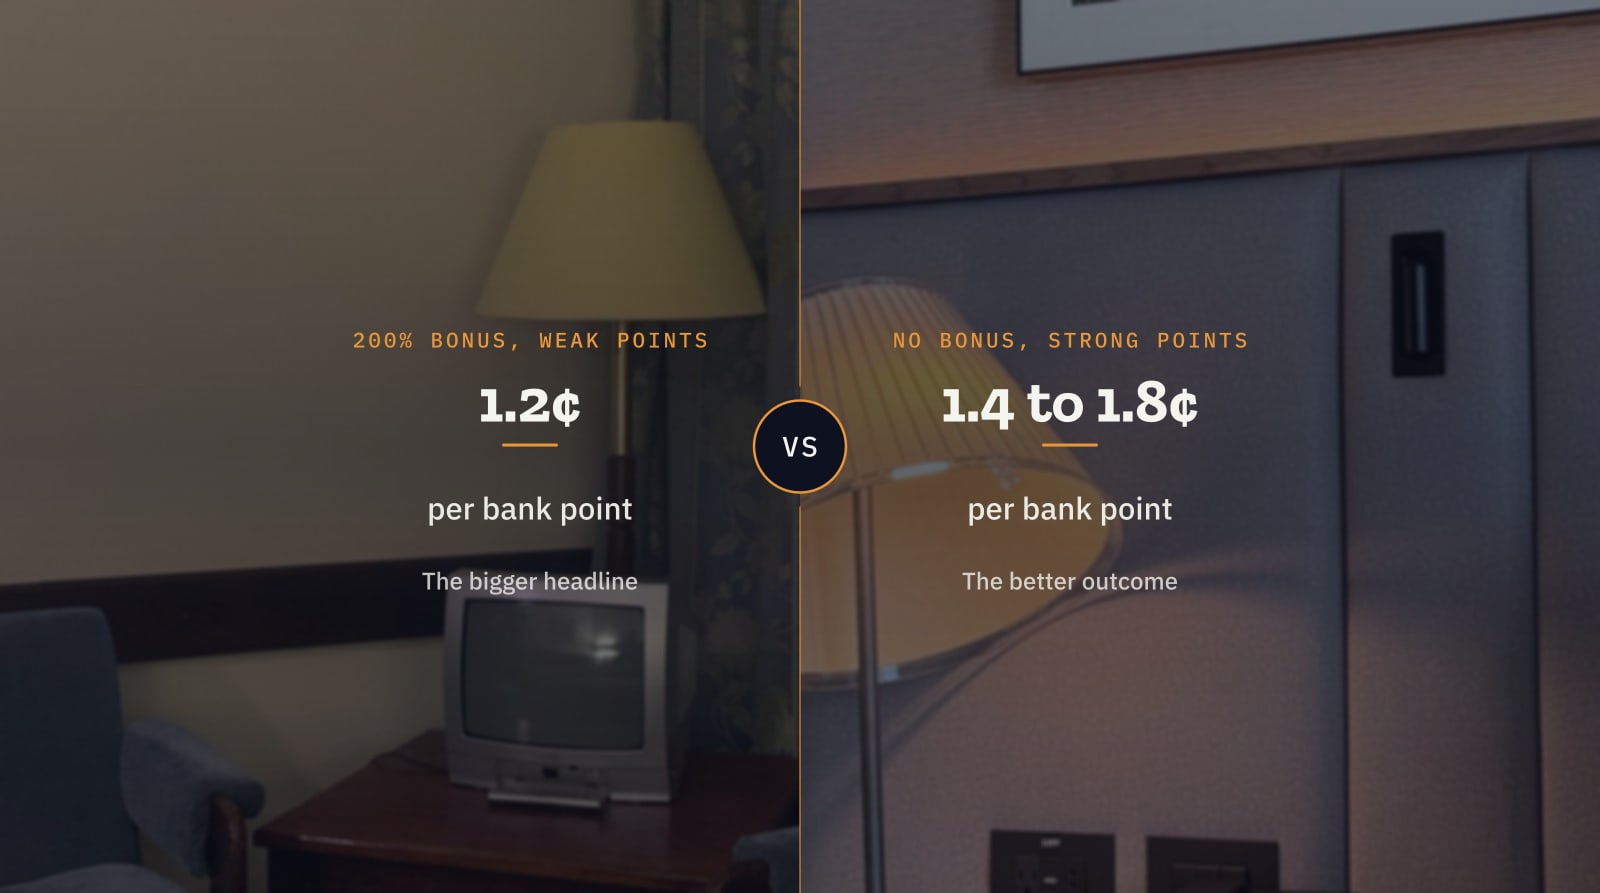 200% BONUS, WEAK POINTS
1.2¢
per bank point
The bigger headline
VS
NO BONUS, STRONG POINTS
1.4 to 1.8¢
per bank point
The better outcome